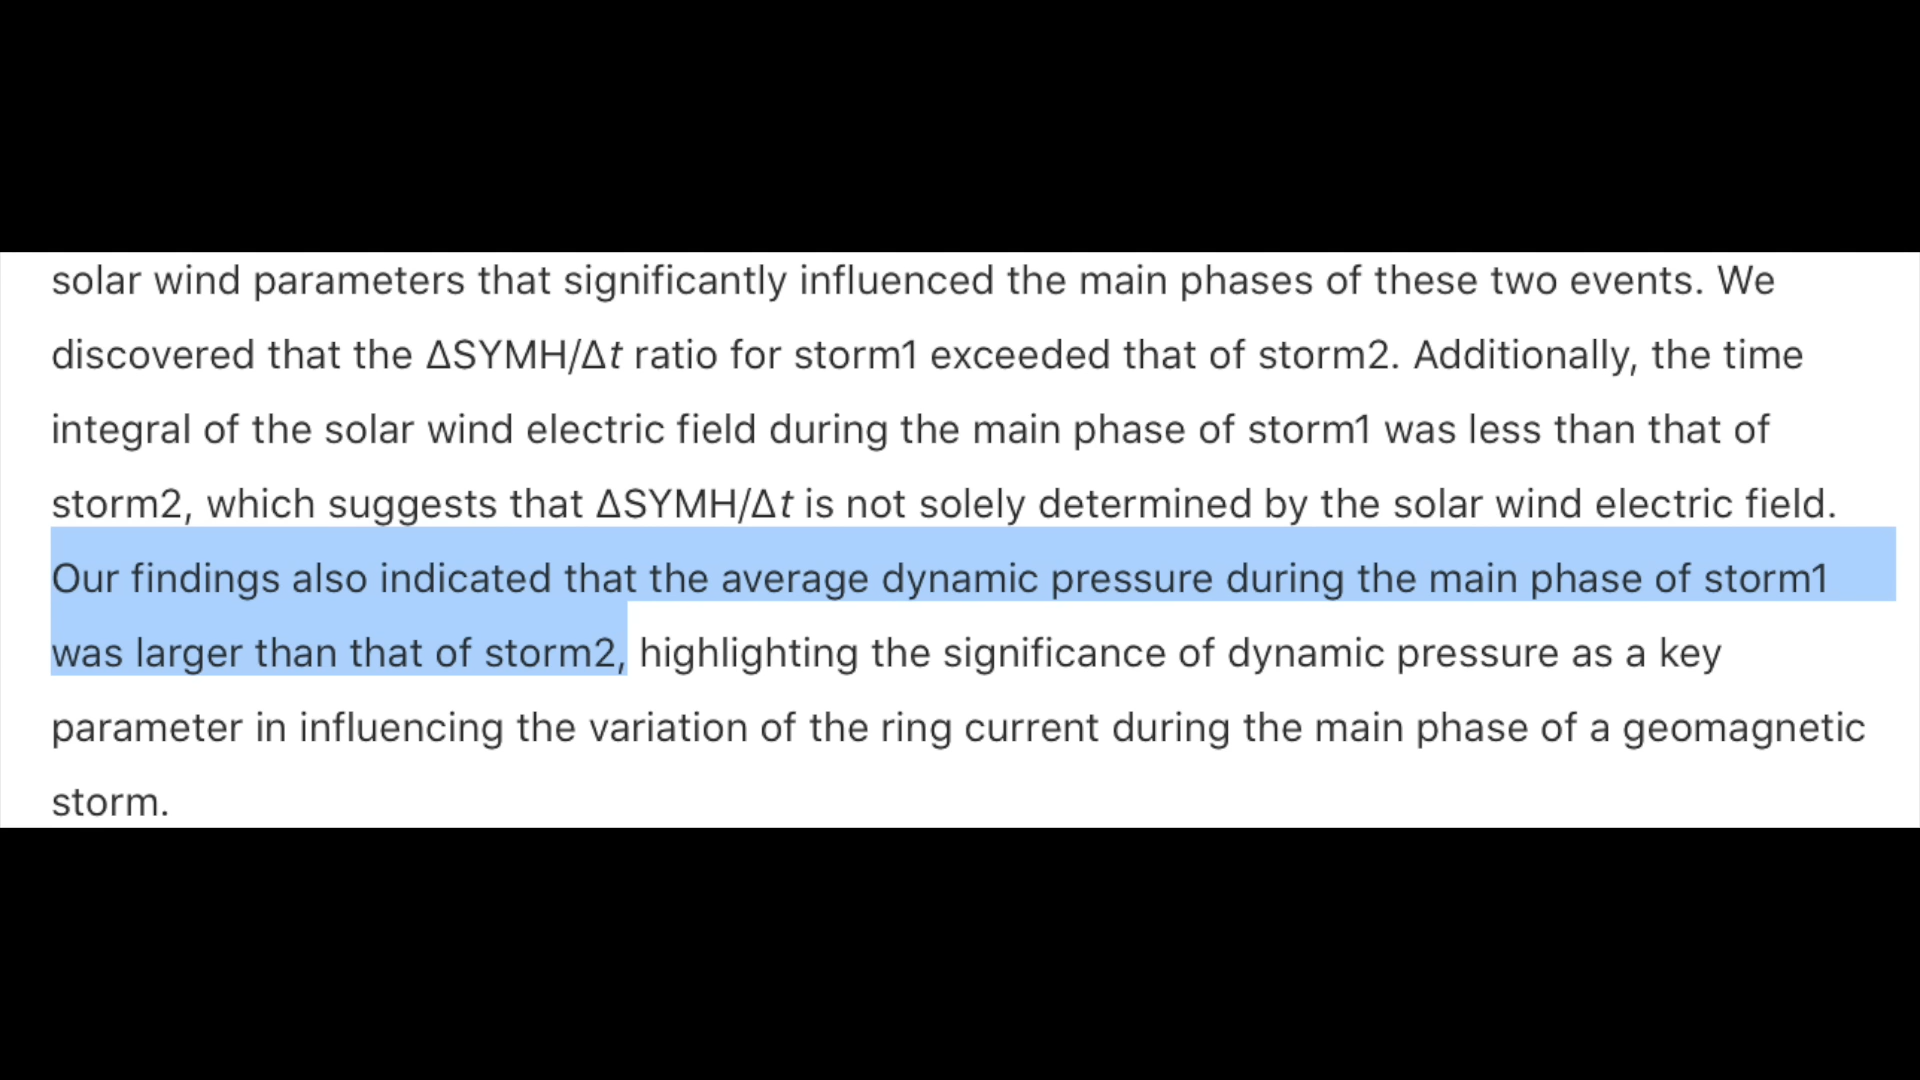 solar wind parameters that significantly influenced the main phases of these two events. We
discovered that the ΔSYMH/Δt ratio for storm1 exceeded that of storm2. Additionally, the time
integral of the solar wind electric field during the main phase of storm1 was less than that of
storm2, which suggests that ΔSYMH/Δt is not solely determined by the solar wind electric field.
Our findings also indicated that the average dynamic pressure during the main phase of storm1
was larger than that of storm2, highlighting the significance of dynamic pressure as a key
parameter in influencing the variation of the ring current during the main phase of a geomagnetic
storm.